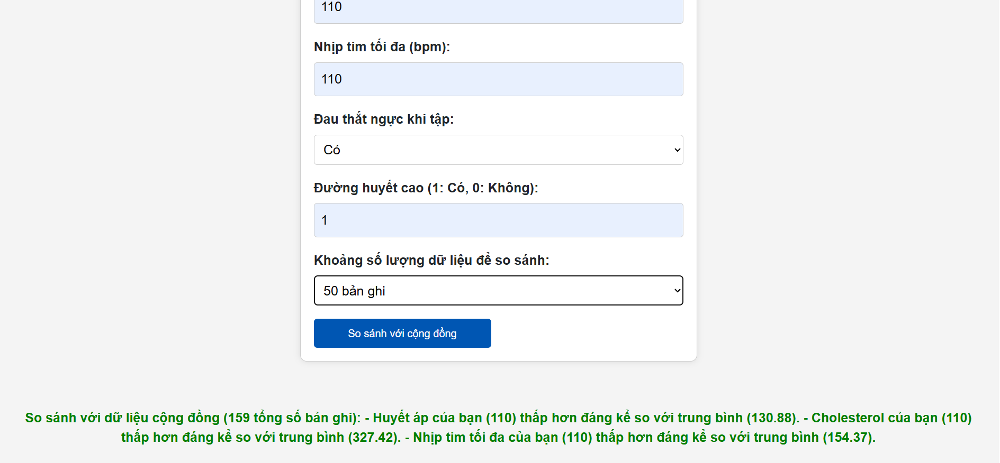 110
Nhịp tim tối đa (bpm):
110
Đau thắt ngực khi tập:
Có
Đường huyết cao (1: Có, 0: Không):
1
Khoảng số lượng dữ liệu để so sánh:
50 bản ghi
So sánh với cộng đồng
So sánh với dữ liệu cộng đồng (159 tổng số bản ghi): - Huyết áp của bạn (110) thấp hơn đáng kể so với trung bình (130.88). - Cholesterol của bạn (110)
thấp hơn đáng kể so với trung bình (327.42). - Nhịp tim tối đa của bạn (110) thấp hơn đáng kể so với trung bình (154.37).